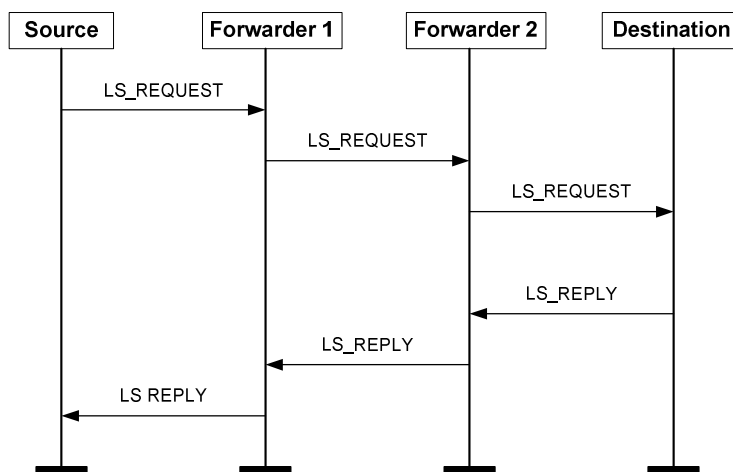 Source
Forwarder 1
Forwarder 2
Destination
LS_REQUEST
LS_REQUEST
LS_REQUEST
LS_REPLY
LS_REPLY
LS REPLY